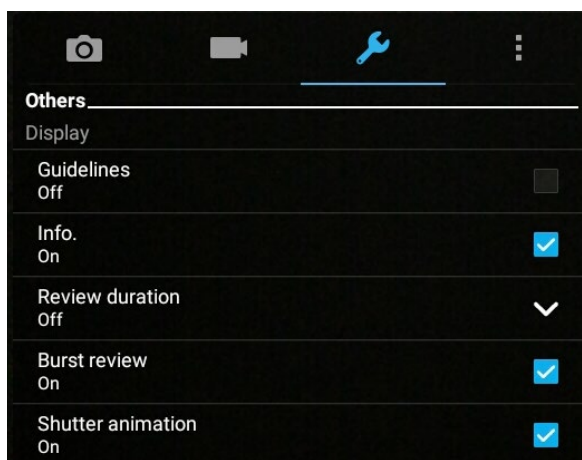 Others
Display
Guidelines
Off
Info.
On
Review duration
Off
Burst review
On
Shutter animation
On